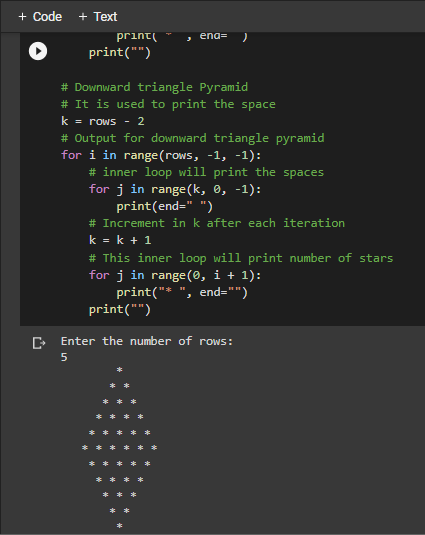 + Code + Text
print("* ", end="")
    print("")

# Downward triangle Pyramid
# It is used to print the space
k = rows - 2
# Output for downward triangle pyramid
for i in range(rows, -1, -1):
    # inner loop will print the spaces
    for j in range(k, 0, -1):
        print(end=" ")
    # Increment in k after each iteration
    k = k + 1
    # This inner loop will print number of stars
    for j in range(0, i + 1):
        print("* ", end="")
    print("")
Enter the number of rows:
5
        *
       * *
      * * *
     * * * *
    * * * * *
   * * * * * *
    * * * * *
     * * * *
      * * *
       * *
        *